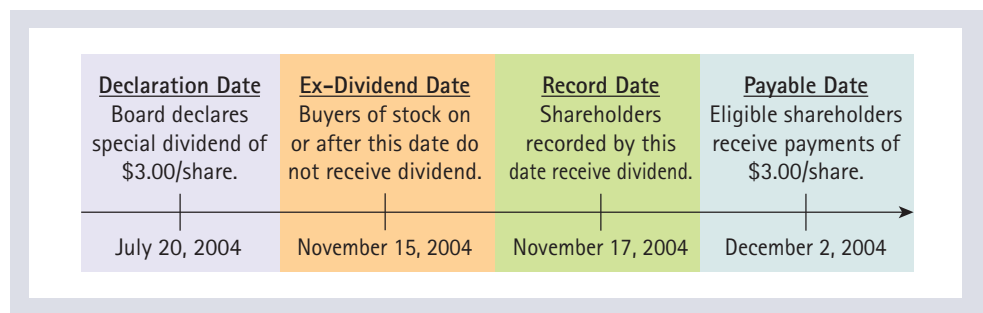 Declaration Date
Board declares
special dividend of
$3.00/share.
July 20, 2004
Ex-Dividend Date
Buyers of stock on
or after this date do
not receive dividend.
November 15, 2004
Record Date
Shareholders
recorded by this
date receive dividend.
November 17, 2004
Payable Date
Eligible shareholders
receive payments of
$3.00/share.
December 2, 2004